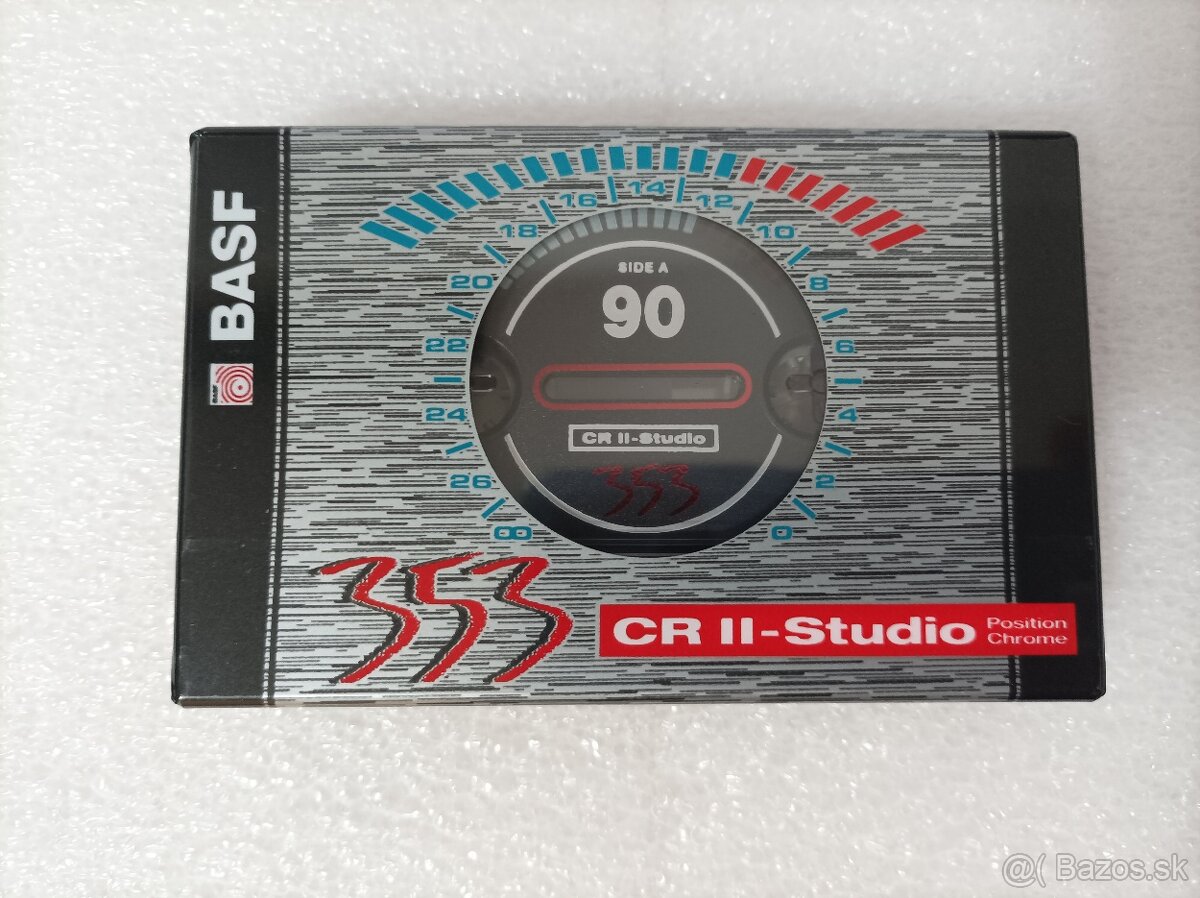 BASF
BASF
14
16
12
18
10
20
8
22
6
24
4
26
2
00
0
SIDE A
90
CR II-Studio
353
353
CR II-Studio
Position
Chrome
@( Bazos.sk